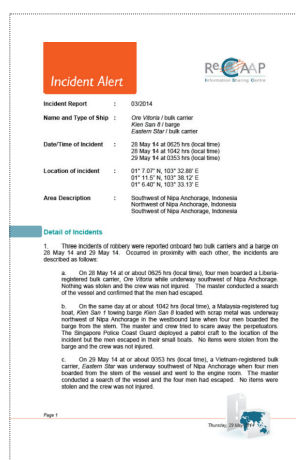 ReCAAP
Information Sharing Centre
Incident Alert
Incident Report : 03/2014
Name and Type of Ship : Ore Vitoria / bulk carrier
Kien San 8 / barge
Eastern Star / bulk carrier
Date/Time of Incident : 28 May 14 at 0625 hrs (local time)
28 May 14 at 1042 hrs (local time)
29 May 14 at 0353 hrs (local time)
Location of incident : 01° 7.07' E, 103° 32.86' E
01° 11.5' N, 103° 38.12' E
01° 6.40' N, 103° 33.13' E
Area Description : Southwest of Nipa Anchorage, Indonesia
Northwest of Nipa Anchorage, Indonesia
Southwest of Nipa Anchorage, Indonesia
Detail of Incidents
1. Three incidents of robbery were reported onboard two bulk carriers and a barge on
28 May 14 and 29 May 14. Occurred in proximity with each other, the incidents are
described as follows:
a. On 28 May 14 at or about 0625 hrs (local time), four men boarded a Liberia-
registered bulk carrier, Ore Vitoria while underway southwest of Nipa Anchorage.
Nothing was stolen and the crew was not injured. The master conducted a search
of the vessel and confirmed that the men had escaped.
b. On the same day at or about 1042 hrs (local time), a Malaysia-registered tug
boat, Kien San 1 towing barge Kien San 8 loaded with scrap metal was underway
northwest of Nipa Anchorage in the westbound lane when four men boarded the
barge from the stern. The master and crew tried to scare away the perpetuators.
The Singapore Police Coast Guard deployed a patrol craft to the location of the
incident but the men escaped in their small boats. No items were stolen from the
barge and the crew was not injured.
c. On 29 May 14 at or about 0353 hrs (local time), a Vietnam-registered bulk
carrier, Eastern Star was underway southwest of Nipa Anchorage when four men
boarded from the stern of the vessel and went to the engine room. The master
conducted a search of the vessel and the four men had escaped. No items were
stolen and the crew was not injured.
Page 1
Thursday, 29 May 2014